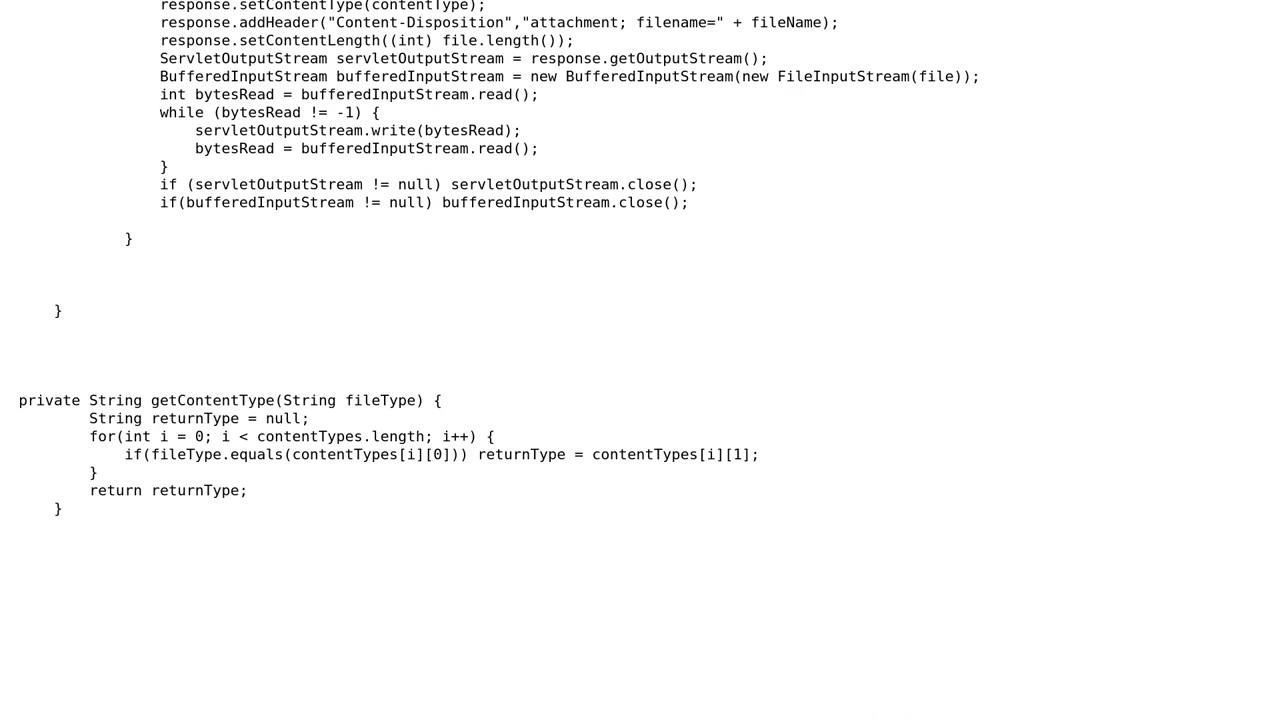 response.setContentType(contentType);
response.addHeader("Content-Disposition","attachment; filename=" + fileName);
response.setContentLength((int) file.length());
ServletOutputStream servletOutputStream = response.getOutputStream();
BufferedInputStream bufferedInputStream = new BufferedInputStream(new FileInputStream(file));
int bytesRead = bufferedInputStream.read();
while (bytesRead != -1) {
servletOutputStream.write(bytesRead);
bytesRead = bufferedInputStream.read();
}
if (servletOutputStream != null) servletOutputStream.close();
if(bufferedInputStream != null) bufferedInputStream.close();
}
}
private String getContentType(String fileType) {
String returnType = null;
for(int i = 0; i < contentTypes.length; i++) {
if(fileType.equals(contentTypes[i][0])) returnType = contentTypes[i][1];
}
return returnType;
}